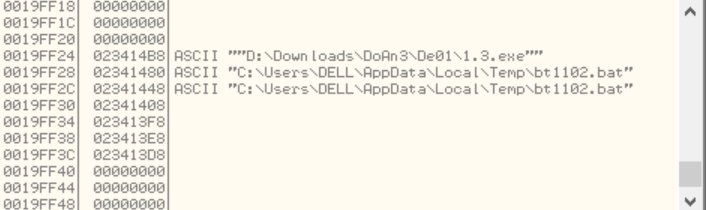 0019FF18 00000000
0019FF1C 00000000
0019FF20 00000000
0019FF24 023414B8 ASCII ""D:\Downloads\DoAn3\De01\1.3.exe""
0019FF28 02341480 ASCII "C:\Users\DELL\AppData\Local\Temp\bt1102.bat"
0019FF2C 02341448 ASCII "C:\Users\DELL\AppData\Local\Temp\bt1102.bat"
0019FF30 02341408
0019FF34 023413F8
0019FF38 023413E8
0019FF3C 023413D8
0019FF40 00000000
0019FF44 00000000
0019FF48 00000000